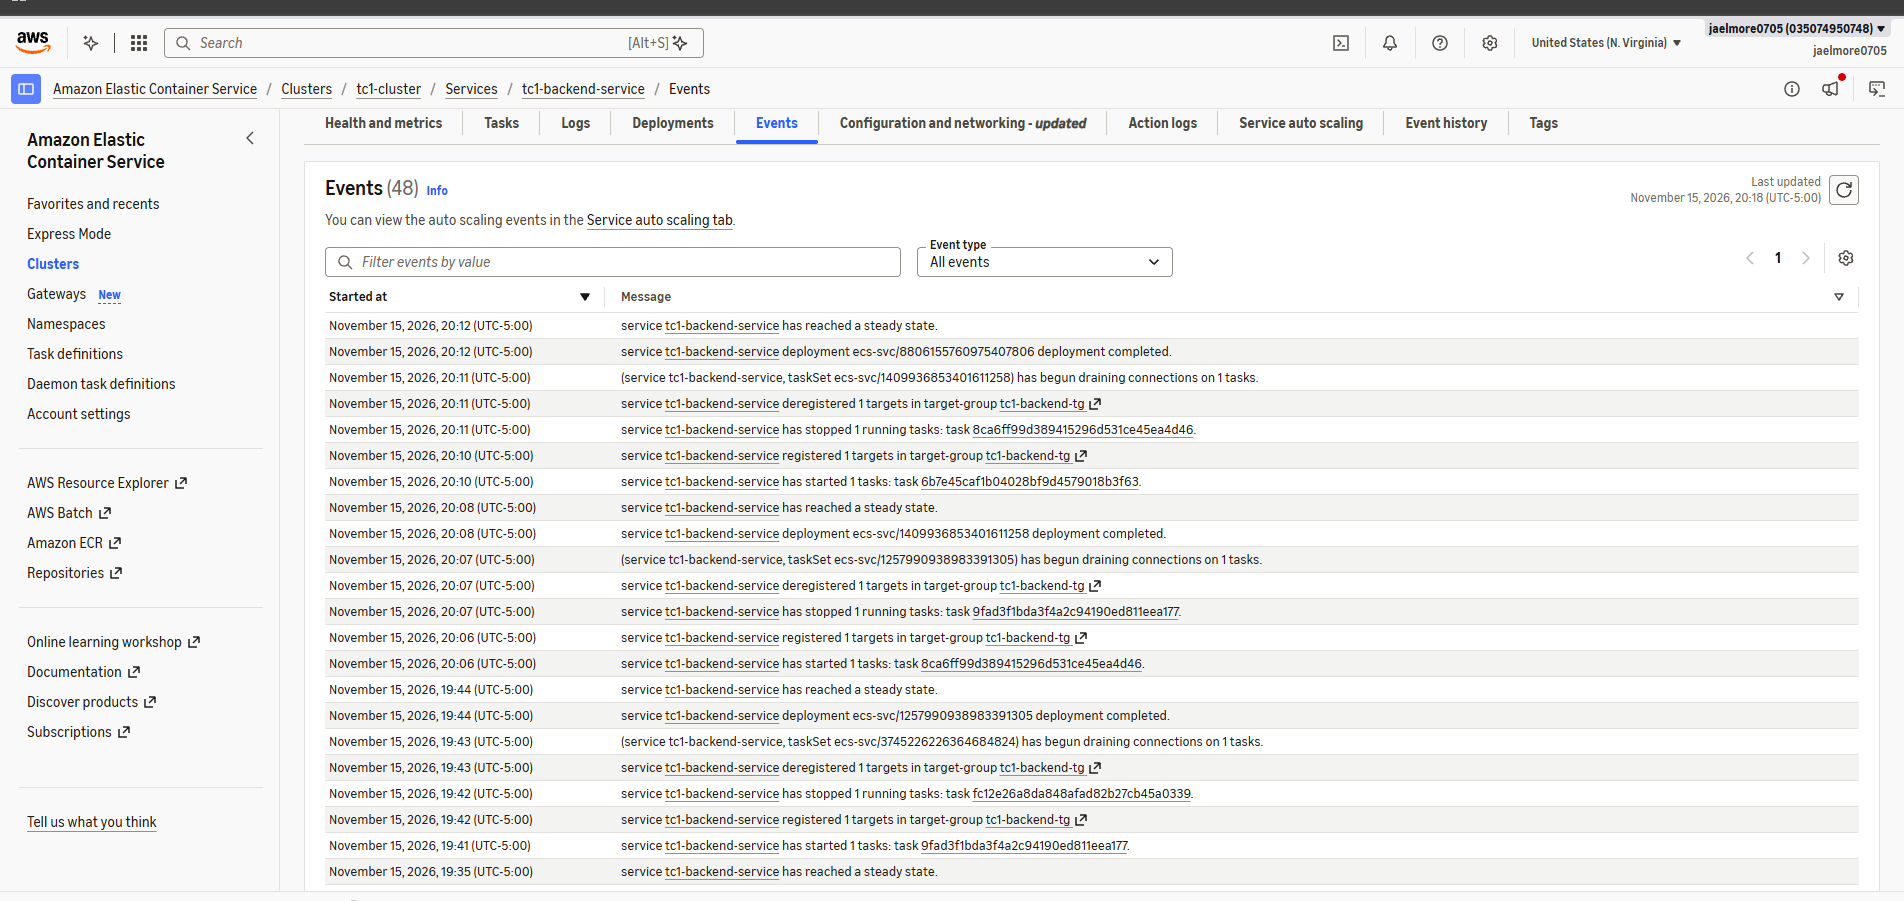 aws
Search
[Alt+S]
United States (N. Virginia)
jaelmore0705 (035074950748)
jaelmore0705
Amazon Elastic Container Service / Clusters / tc1-cluster / Services / tc1-backend-service / Events
Amazon Elastic
Container Service
Favorites and recents
Express Mode
Clusters
Gateways New
Namespaces
Task definitions
Daemon task definitions
Account settings
AWS Resource Explorer
AWS Batch
Amazon ECR
Repositories
Online learning workshop
Documentation
Discover products
Subscriptions
Tell us what you think
Health and metrics Tasks Logs Deployments Events Configuration and networking - updated Action logs Service auto scaling Event history Tags
Events (48) Info
Last updated
November 15, 2026, 20:18 (UTC-5:00)
You can view the auto scaling events in the Service auto scaling tab.
Filter events by value
Event type
All events
1
Started at Message
November 15, 2026, 20:12 (UTC-5:00) service tc1-backend-service has reached a steady state.
November 15, 2026, 20:12 (UTC-5:00) service tc1-backend-service deployment ecs-svc/8806155760975407806 deployment completed.
November 15, 2026, 20:11 (UTC-5:00) (service tc1-backend-service, taskSet ecs-svc/1409936853401611258) has begun draining connections on 1 tasks.
November 15, 2026, 20:11 (UTC-5:00) service tc1-backend-service deregistered 1 targets in target-group tc1-backend-tg
November 15, 2026, 20:11 (UTC-5:00) service tc1-backend-service has stopped 1 running tasks: task 8ca6ff99d389415296d531ce45ea4d46.
November 15, 2026, 20:10 (UTC-5:00) service tc1-backend-service registered 1 targets in target-group tc1-backend-tg
November 15, 2026, 20:10 (UTC-5:00) service tc1-backend-service has started 1 tasks: task 6b7e45caf1b04028bf9d4579018b3f63.
November 15, 2026, 20:08 (UTC-5:00) service tc1-backend-service has reached a steady state.
November 15, 2026, 20:08 (UTC-5:00) service tc1-backend-service deployment ecs-svc/1409936853401611258 deployment completed.
November 15, 2026, 20:07 (UTC-5:00) (service tc1-backend-service, taskSet ecs-svc/1257990938983391305) has begun draining connections on 1 tasks.
November 15, 2026, 20:07 (UTC-5:00) service tc1-backend-service deregistered 1 targets in target-group tc1-backend-tg
November 15, 2026, 20:07 (UTC-5:00) service tc1-backend-service has stopped 1 running tasks: task 9fad3f1bda3f4a2c94190ed811eea177.
November 15, 2026, 20:06 (UTC-5:00) service tc1-backend-service registered 1 targets in target-group tc1-backend-tg
November 15, 2026, 20:06 (UTC-5:00) service tc1-backend-service has started 1 tasks: task 8ca6ff99d389415296d531ce45ea4d46.
November 15, 2026, 19:44 (UTC-5:00) service tc1-backend-service has reached a steady state.
November 15, 2026, 19:44 (UTC-5:00) service tc1-backend-service deployment ecs-svc/1257990938983391305 deployment completed.
November 15, 2026, 19:43 (UTC-5:00) (service tc1-backend-service, taskSet ecs-svc/3745226226364684824) has begun draining connections on 1 tasks.
November 15, 2026, 19:43 (UTC-5:00) service tc1-backend-service deregistered 1 targets in target-group tc1-backend-tg
November 15, 2026, 19:42 (UTC-5:00) service tc1-backend-service has stopped 1 running tasks: task fc12e26a8da848afad82b27cb45a0339.
November 15, 2026, 19:42 (UTC-5:00) service tc1-backend-service registered 1 targets in target-group tc1-backend-tg
November 15, 2026, 19:41 (UTC-5:00) service tc1-backend-service has started 1 tasks: task 9fad3f1bda3f4a2c94190ed811eea177.
November 15, 2026, 19:35 (UTC-5:00) service tc1-backend-service has reached a steady state.